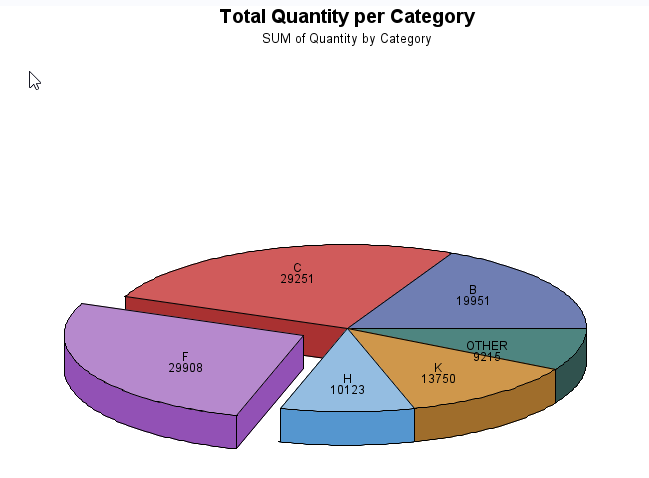 Total Quantity per Category
SUM of Quantity by Category
C
29251
B
19951
OTHER
9215
F
29908
K
13750
H
10123